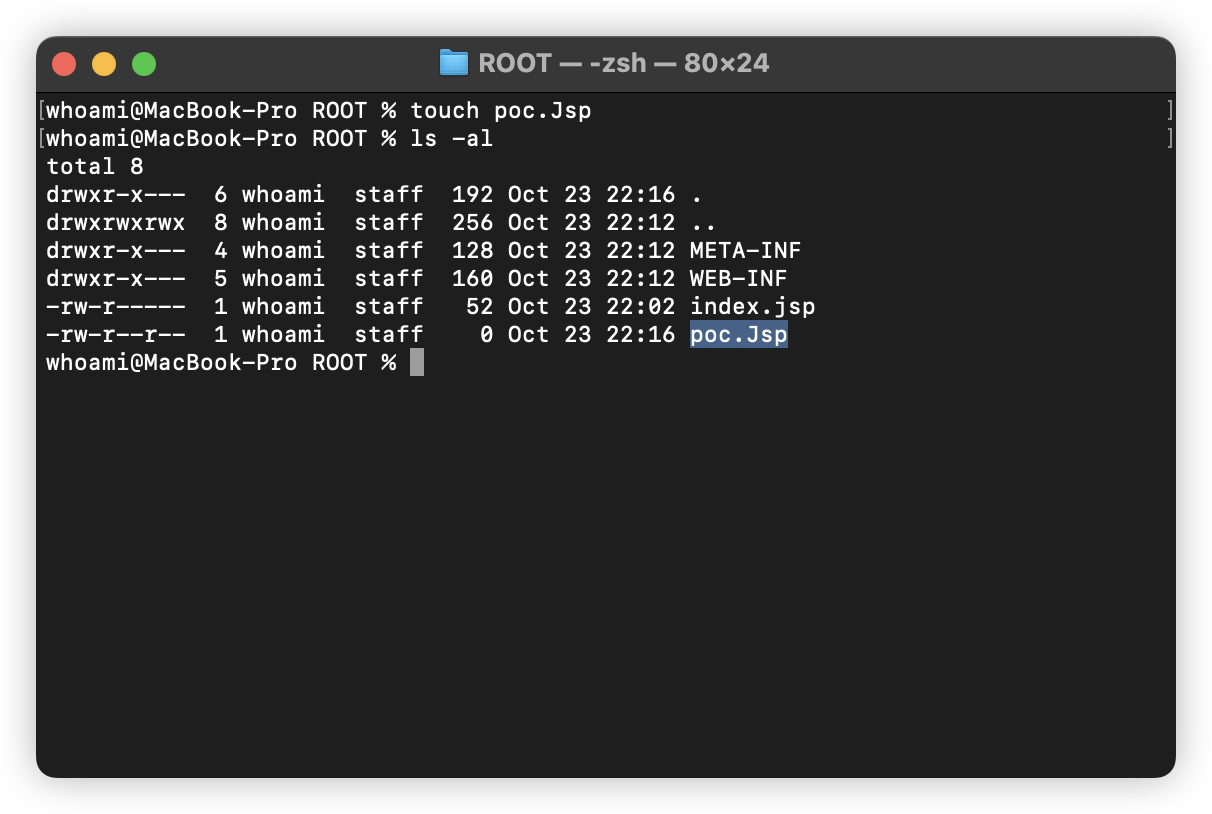 ROOT — -zsh — 80×24
[whoami@MacBook-Pro ROOT % touch poc.Jsp ]
[whoami@MacBook-Pro ROOT % ls -al ]
total 8
drwxr-x---  6 whoami  staff  192 Oct 23 22:16 .
drwxrwxrwx  8 whoami  staff  256 Oct 23 22:12 ..
drwxr-x---  4 whoami  staff  128 Oct 23 22:12 META-INF
drwxr-x---  5 whoami  staff  160 Oct 23 22:12 WEB-INF
-rw-r-----  1 whoami  staff   52 Oct 23 22:02 index.jsp
-rw-r--r--  1 whoami  staff    0 Oct 23 22:16 poc.Jsp
whoami@MacBook-Pro ROOT %